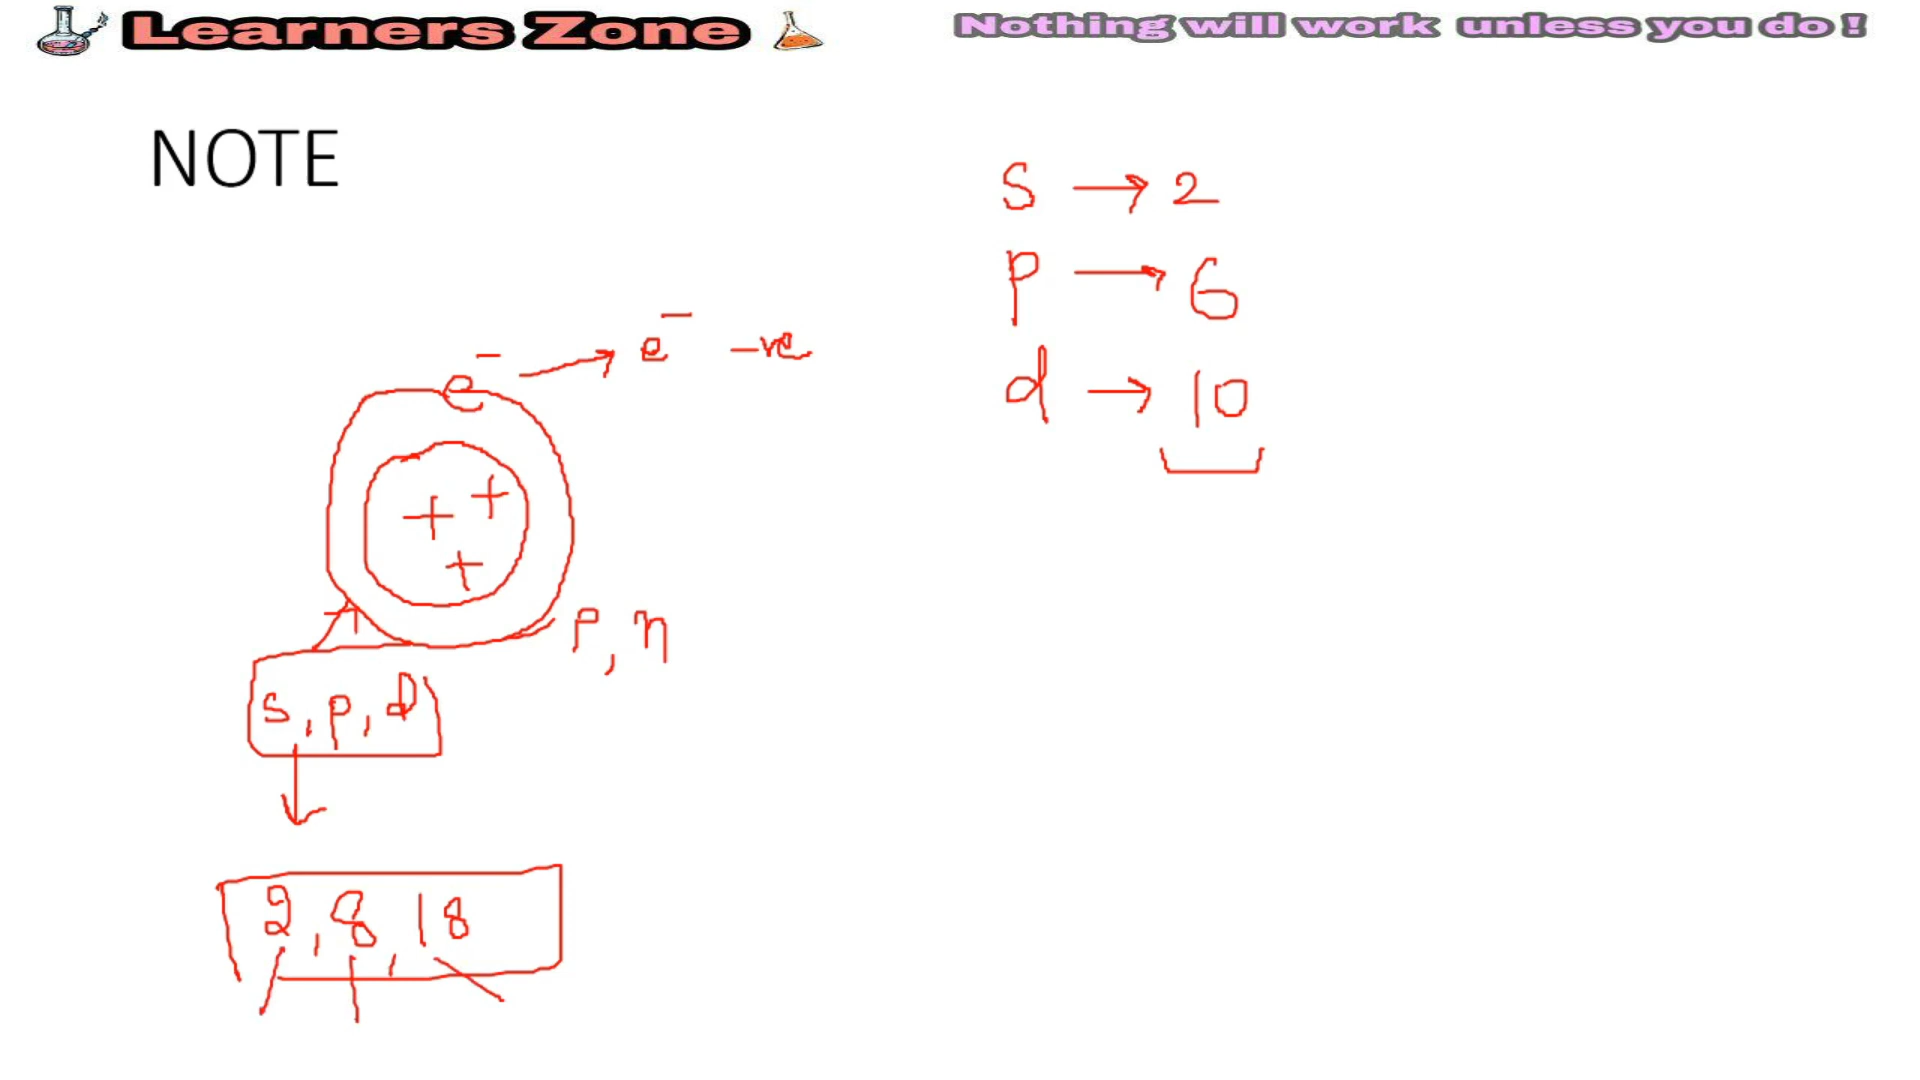 Learners Zone
Nothing will work unless you do !
NOTE
s → 2
p → 6
d → 10
e⁻ → e⁻ -ve
+ + +
P, n
s, p, d
2, 8, 18